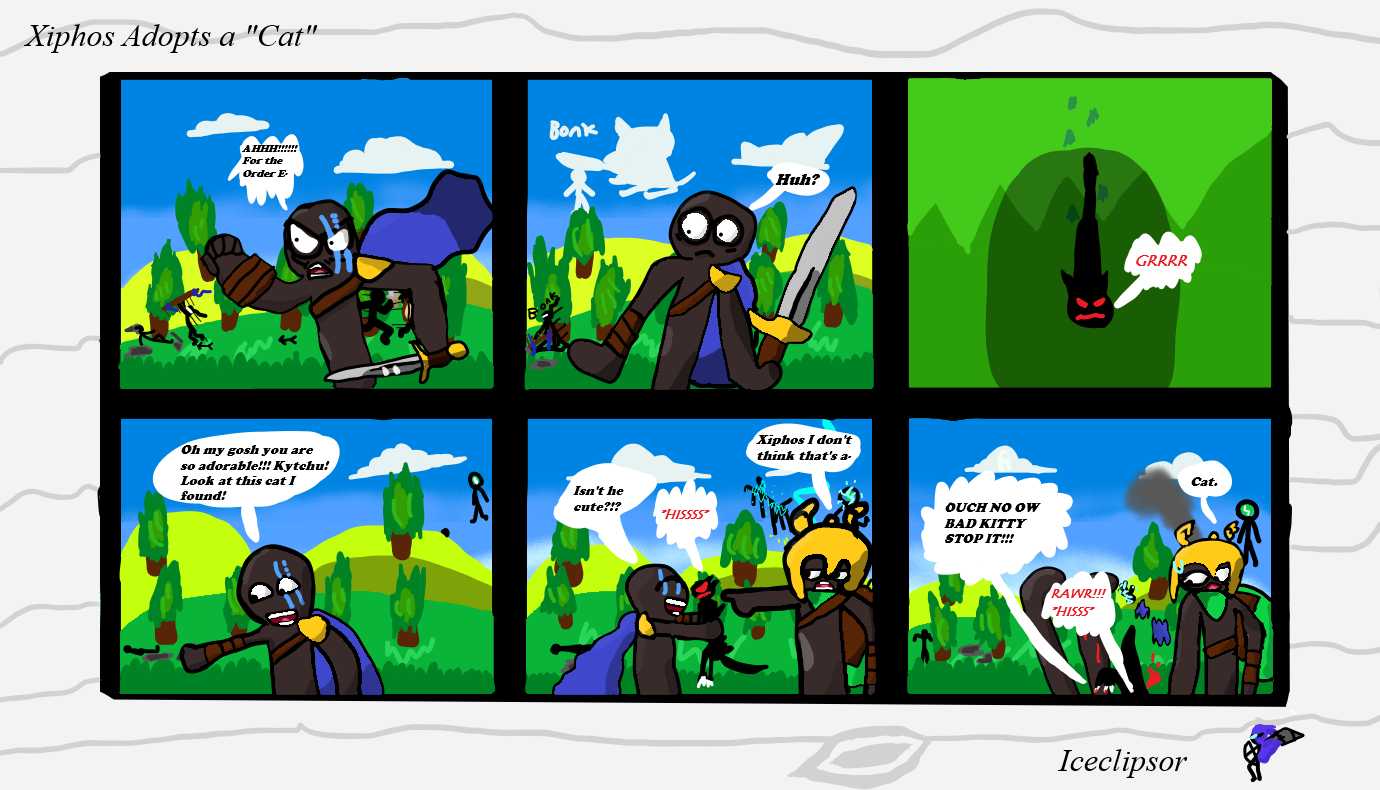 Xiphos Adopts a "Cat"
AHHH!!!!!!
For the
Order E-
Bonk
Huh?
Bonk
GRRRR
Oh my gosh you are
so adorable!!! Kytchu!
Look at this cat I
found!
Isn't he
cute?!?
"HISSSS"
Xiphos I don't
think that's a-
OUCH NO OW
BAD KITTY
STOP IT!!!
RAWR!!!
"HISSS"
Cat.
Iceclipsor